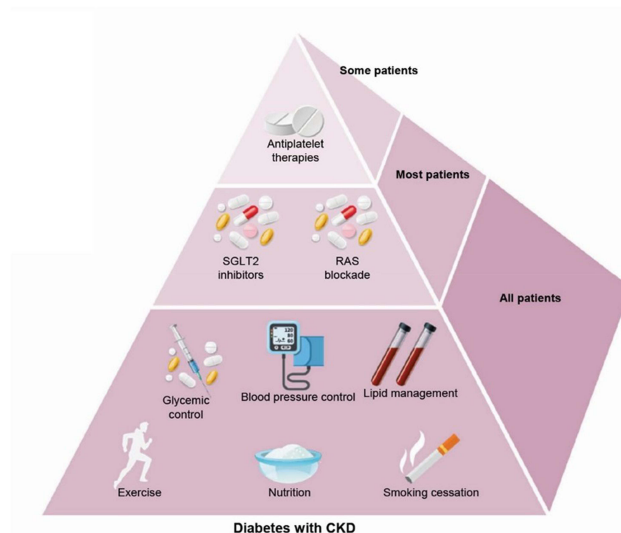 Some patients
Antiplatelet
therapies
Most patients
SGLT2
inhibitors
RAS
blockade
All patients
Glycemic
control
Blood pressure control
Lipid management
Exercise
Nutrition
Smoking cessation
Diabetes with CKD